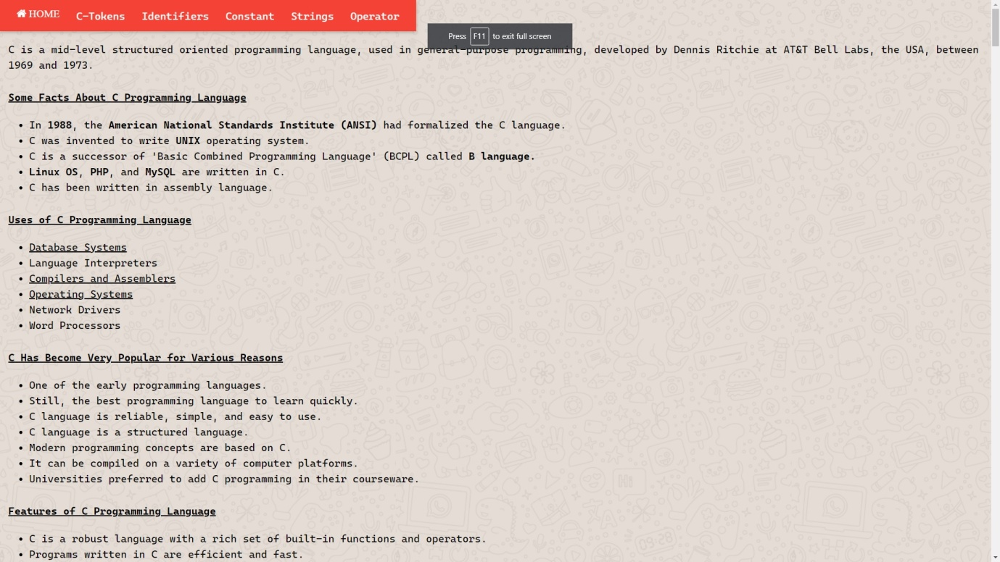 HOME C-Tokens Identifiers Constant Strings Operator
Press F11 to exit full screen
C is a mid-level structured oriented programming language, used in general-purpose programming, developed by Dennis Ritchie at AT&T Bell Labs, the USA, between
1969 and 1973.
Some Facts About C Programming Language
• In 1988, the American National Standards Institute (ANSI) had formalized the C language.
• C was invented to write UNIX operating system.
• C is a successor of 'Basic Combined Programming Language' (BCPL) called B language.
• Linux OS, PHP, and MySQL are written in C.
• C has been written in assembly language.
Uses of C Programming Language
• Database Systems
• Language Interpreters
• Compilers and Assemblers
• Operating Systems
• Network Drivers
• Word Processors
C Has Become Very Popular for Various Reasons
• One of the early programming languages.
• Still, the best programming language to learn quickly.
• C language is reliable, simple, and easy to use.
• C language is a structured language.
• Modern programming concepts are based on C.
• It can be compiled on a variety of computer platforms.
• Universities preferred to add C programming in their courseware.
Features of C Programming Language
• C is a robust language with a rich set of built-in functions and operators.
• Programs written in C are efficient and fast.